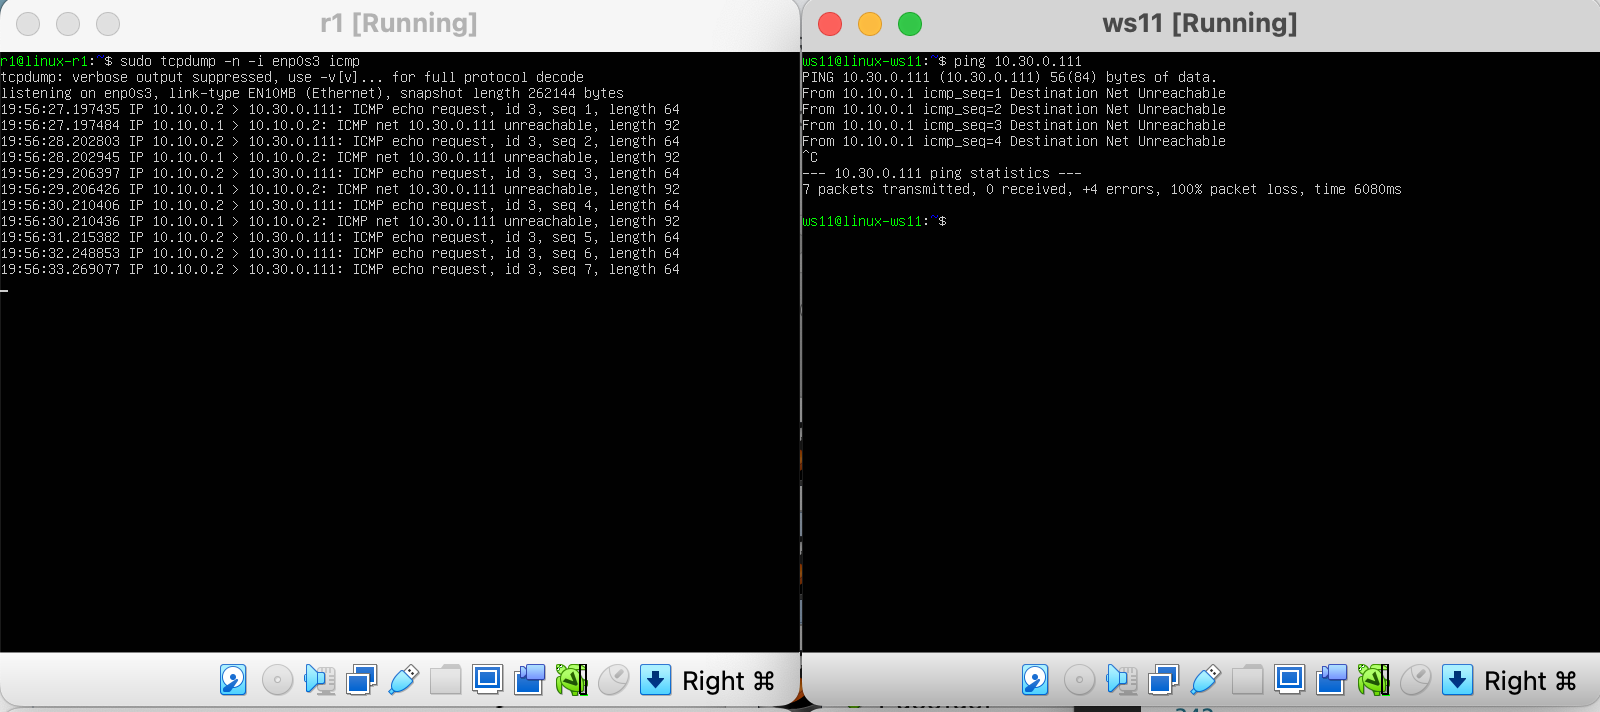 r1 [Running]
r1@linux-r1:~$ sudo tcpdump -n -i enp0s3 icmp
tcpdump: verbose output suppressed, use -v[v]... for full protocol decode
listening on enp0s3, link-type EN10MB (Ethernet), snapshot length 262144 bytes
19:56:27.197435 IP 10.10.0.2 > 10.30.0.111: ICMP echo request, id 3, seq 1, length 64
19:56:27.197484 IP 10.10.0.1 > 10.10.0.2: ICMP net 10.30.0.111 unreachable, length 92
19:56:28.202803 IP 10.10.0.2 > 10.30.0.111: ICMP echo request, id 3, seq 2, length 64
19:56:28.202945 IP 10.10.0.1 > 10.10.0.2: ICMP net 10.30.0.111 unreachable, length 92
19:56:29.206397 IP 10.10.0.2 > 10.30.0.111: ICMP echo request, id 3, seq 3, length 64
19:56:29.206426 IP 10.10.0.1 > 10.10.0.2: ICMP net 10.30.0.111 unreachable, length 92
19:56:30.210406 IP 10.10.0.2 > 10.30.0.111: ICMP echo request, id 3, seq 4, length 64
19:56:30.210436 IP 10.10.0.1 > 10.10.0.2: ICMP net 10.30.0.111 unreachable, length 92
19:56:31.215382 IP 10.10.0.2 > 10.30.0.111: ICMP echo request, id 3, seq 5, length 64
19:56:32.248853 IP 10.10.0.2 > 10.30.0.111: ICMP echo request, id 3, seq 6, length 64
19:56:33.269077 IP 10.10.0.2 > 10.30.0.111: ICMP echo request, id 3, seq 7, length 64
Right ⌘
ws11 [Running]
ws11@linux-ws11:~$ ping 10.30.0.111
PING 10.30.0.111 (10.30.0.111) 56(84) bytes of data.
From 10.10.0.1 icmp_seq=1 Destination Net Unreachable
From 10.10.0.1 icmp_seq=2 Destination Net Unreachable
From 10.10.0.1 icmp_seq=3 Destination Net Unreachable
From 10.10.0.1 icmp_seq=4 Destination Net Unreachable
^C
--- 10.30.0.111 ping statistics ---
7 packets transmitted, 0 received, +4 errors, 100% packet loss, time 6080ms
ws11@linux-ws11:~$
Right ⌘